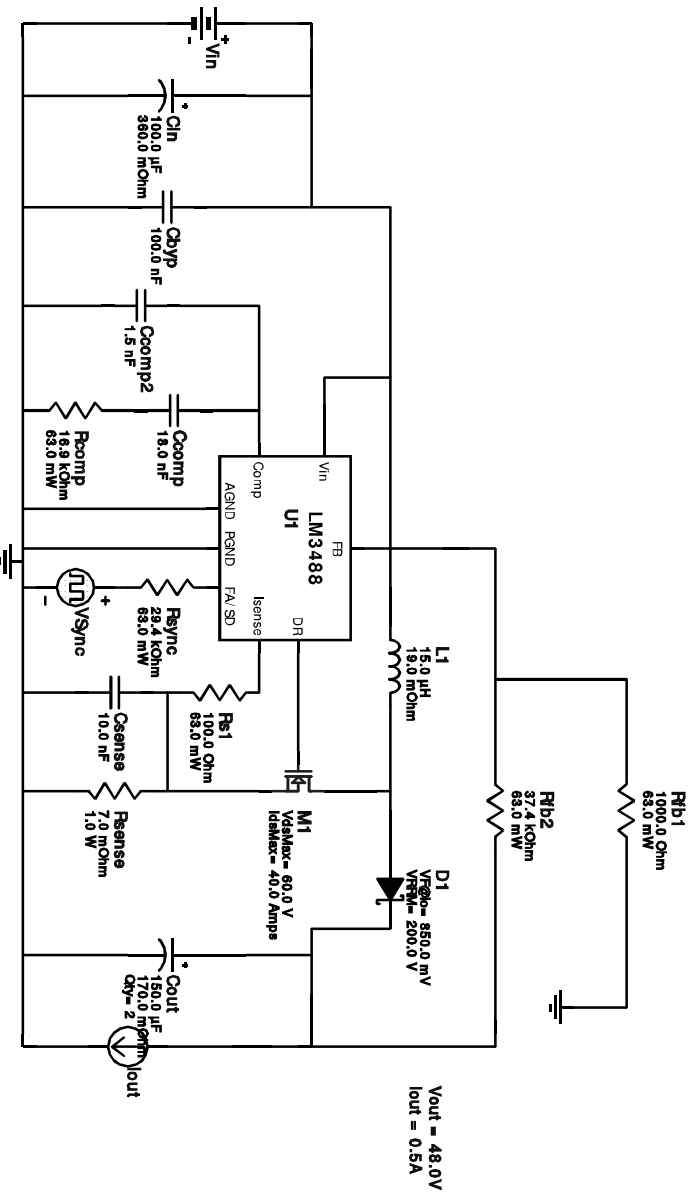 Rfb1
1000.0 Ohm
63.0 mW
Rfb2
37.4 kOhm
63.0 mW
Vout = 48.0V
Iout = 0.5A
L1
15.0 µH
19.0 mOhm
D1
VF@Io= 850.0 mV
VRRM= 200.0 V
Vin
FB
LM3488
U1
Comp
AGND
PGND
FA/ SD
Isense
DR
M1
VdsMax= 60.0 V
IdsMax= 40.0 Amps
+
-
Vin
+
Cin
100.0 µF
360.0 mOhm
Cbyp
100.0 nF
Ccomp2
1.5 nF
Ccomp
18.0 nF
Rcomp
16.9 kOhm
63.0 mW
Rsync
29.4 kOhm
63.0 mW
+
VSync
-
Rs1
100.0 Ohm
63.0 mW
Csense
10.0 nF
Rsense
7.0 mOhm
1.0 W
+
Cout
150.0 µF
170.0 mOhm
Qty= 2
Iout